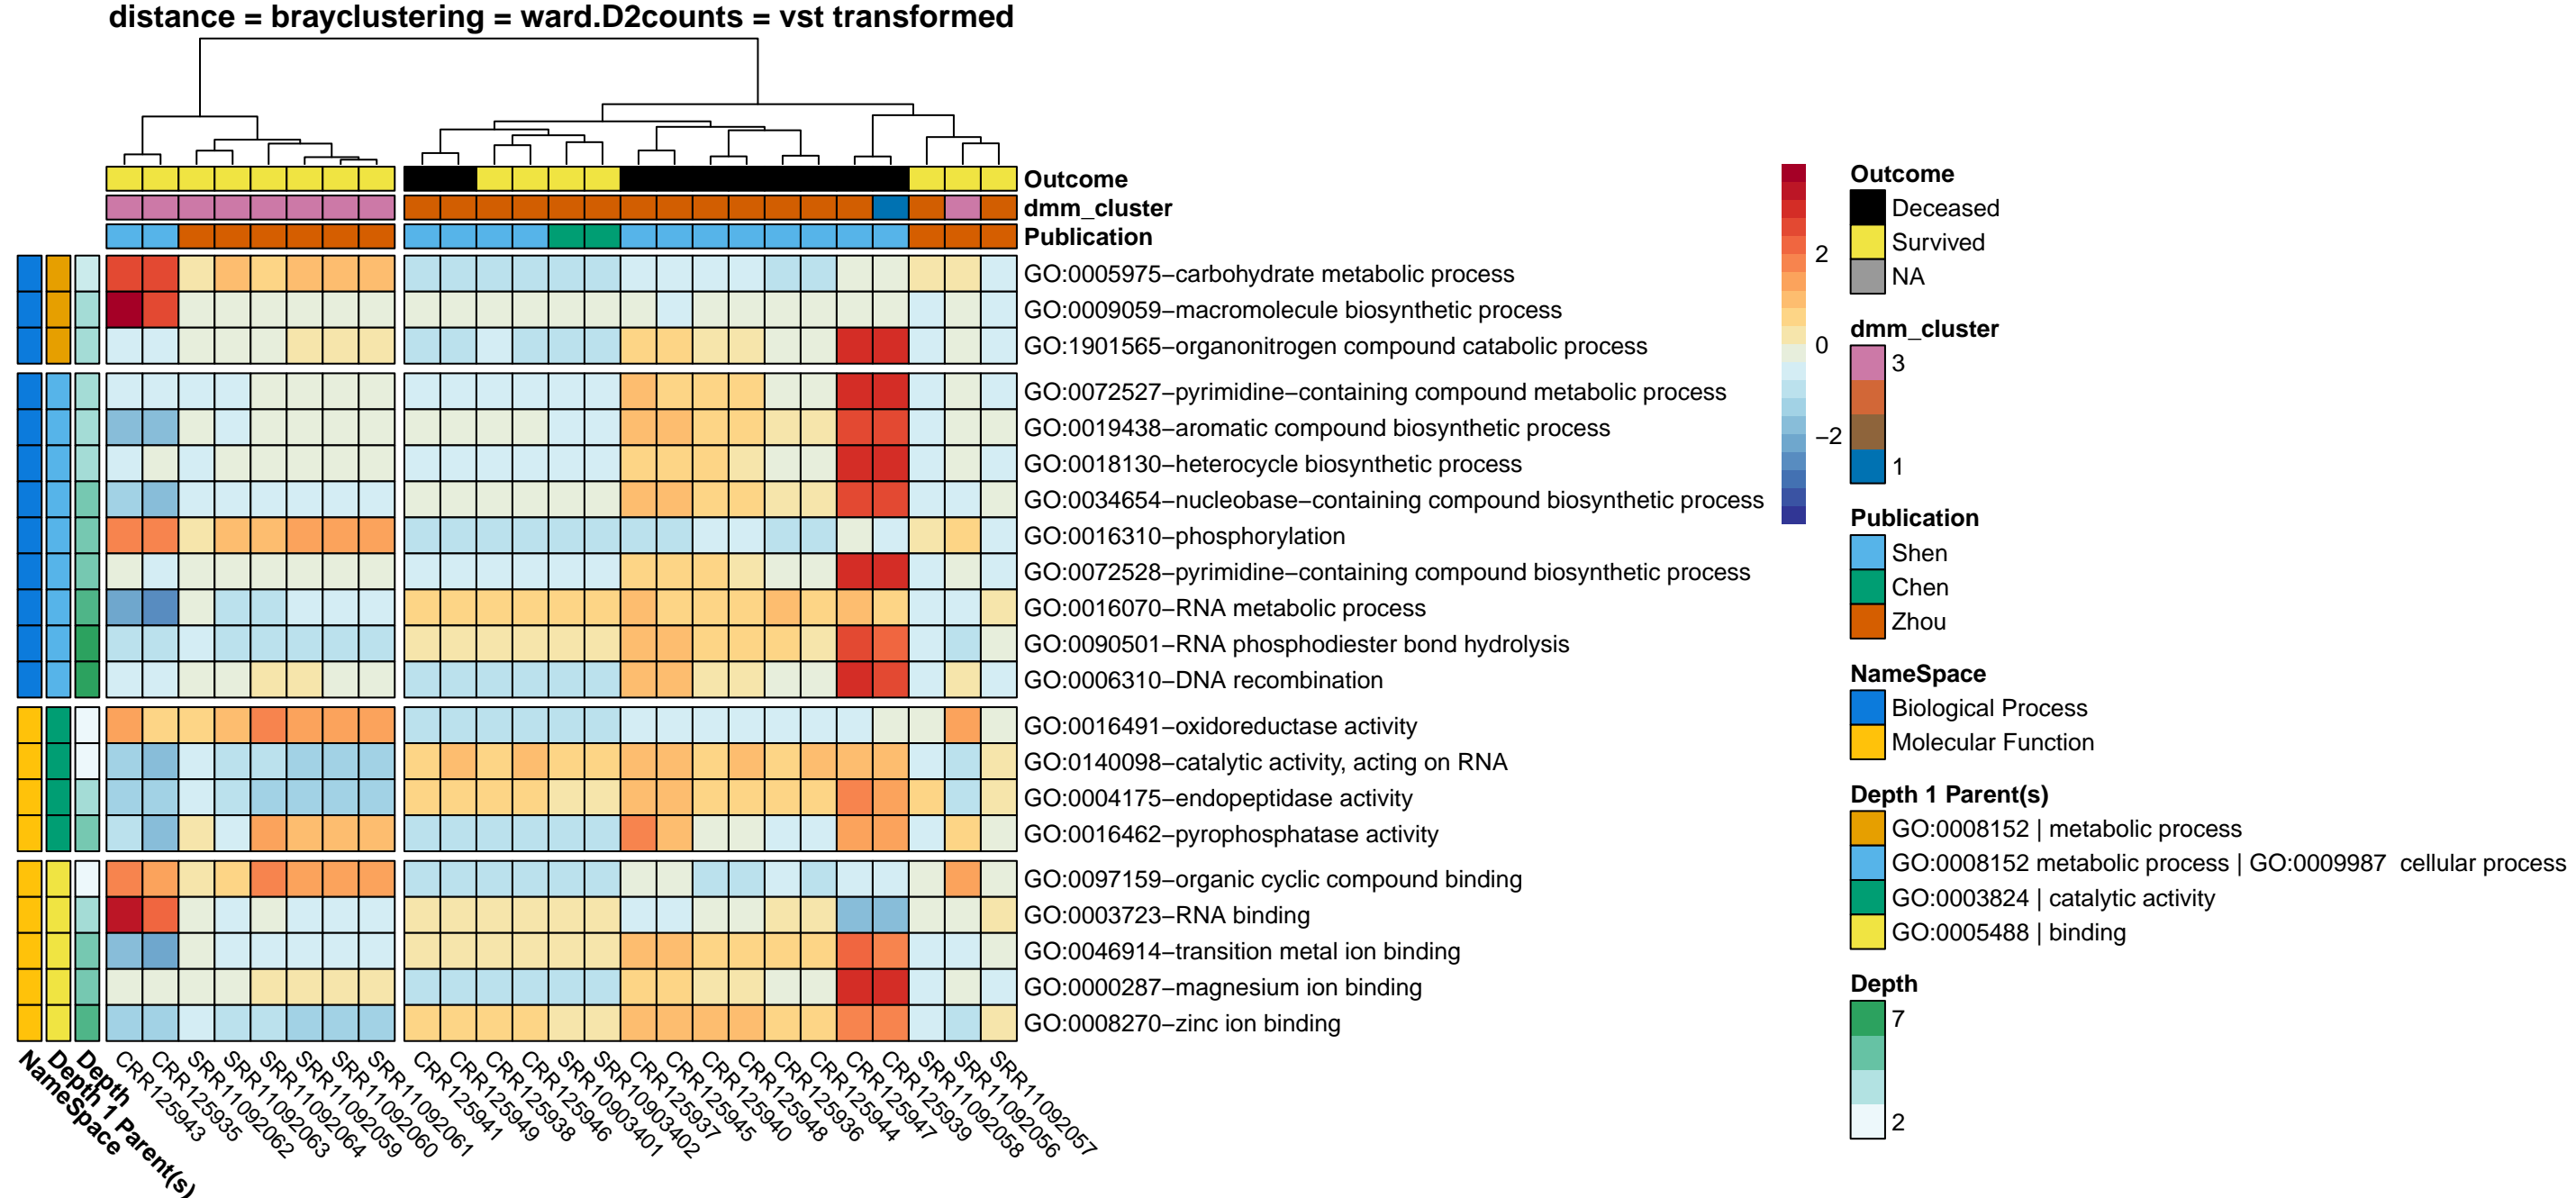 distance = brayclustering = ward.D2counts = vst transformed
Outcome
dmm_cluster
Publication
GO:0005975−carbohydrate metabolic process
GO:0009059−macromolecule biosynthetic process
GO:1901565−organonitrogen compound catabolic process
GO:0072527−pyrimidine−containing compound metabolic process
GO:0019438−aromatic compound biosynthetic process
GO:0018130−heterocycle biosynthetic process
GO:0034654−nucleobase−containing compound biosynthetic process
GO:0016310−phosphorylation
GO:0072528−pyrimidine−containing compound biosynthetic process
GO:0016070−RNA metabolic process
GO:0090501−RNA phosphodiester bond hydrolysis
GO:0006310−DNA recombination
GO:0016491−oxidoreductase activity
GO:0140098−catalytic activity, acting on RNA
GO:0004175−endopeptidase activity
GO:0016462−pyrophosphatase activity
GO:0097159−organic cyclic compound binding
GO:0003723−RNA binding
GO:0046914−transition metal ion binding
GO:0000287−magnesium ion binding
GO:0008270−zinc ion binding
NameSpace
Depth 1 Parent(s)
Depth
CRR125943
CRR125935
SRR11092062
SRR11092063
SRR11092064
SRR11092059
SRR11092060
SRR11092061
CRR125941
CRR125949
CRR125938
CRR125946
SRR10903401
SRR10903402
CRR125937
CRR125945
CRR125940
CRR125948
CRR125936
CRR125944
CRR125947
CRR125939
SRR11092058
SRR11092056
SRR11092057
2
0
−2
Outcome
Deceased
Survived
NA
dmm_cluster
3
1
Publication
Shen
Chen
Zhou
NameSpace
Biological Process
Molecular Function
Depth 1 Parent(s)
GO:0008152 | metabolic process
GO:0008152 metabolic process | GO:0009987  cellular process
GO:0003824 | catalytic activity
GO:0005488 | binding
Depth
7
2